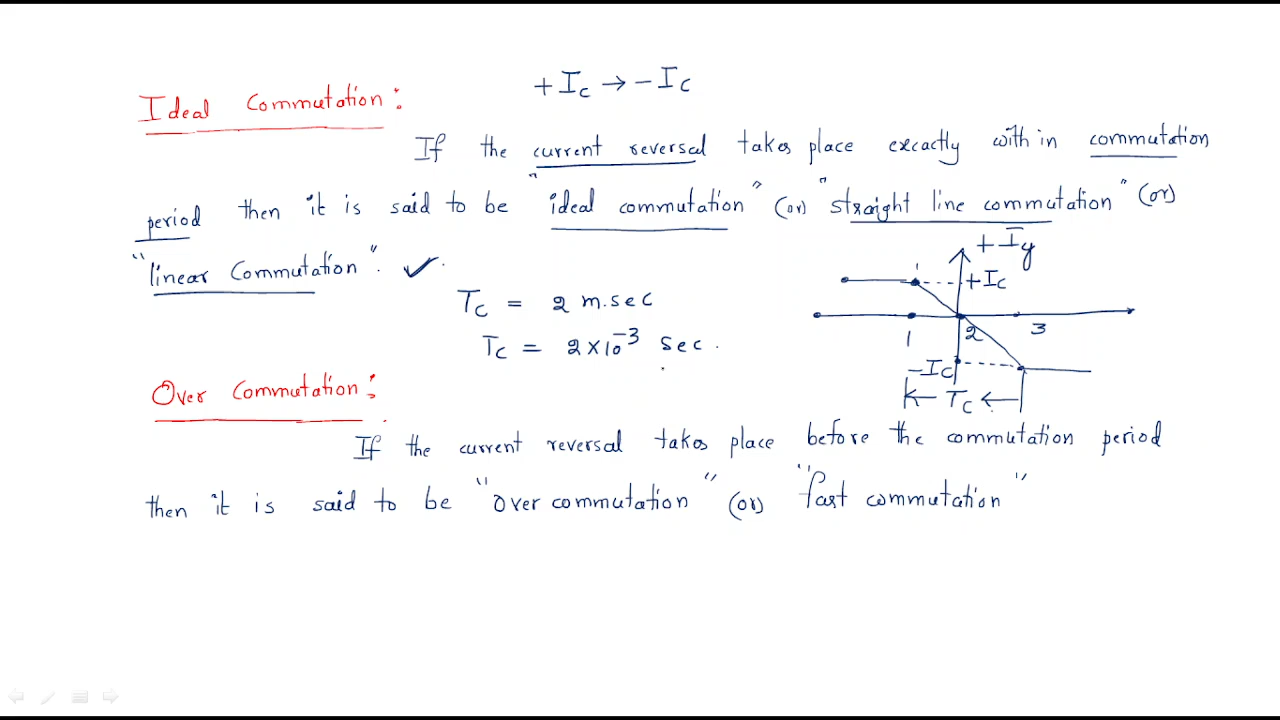 +Ic → -Ic
Ideal Commutation:
If the current reversal takes place excactly with in commutation
period then it is said to be "ideal commutation" (or) "straight line commutation" (or)
"linear Commutation". ✓.
+Iy
+Ic
Tc = 2 m.sec
1 2 3
Tc = 2×10⁻³ sec.
-Ic
Tc
Over Commutation:
If the current reversal takes place before the commutation period
then it is said to be "over commutation" (or) "fast commutation"